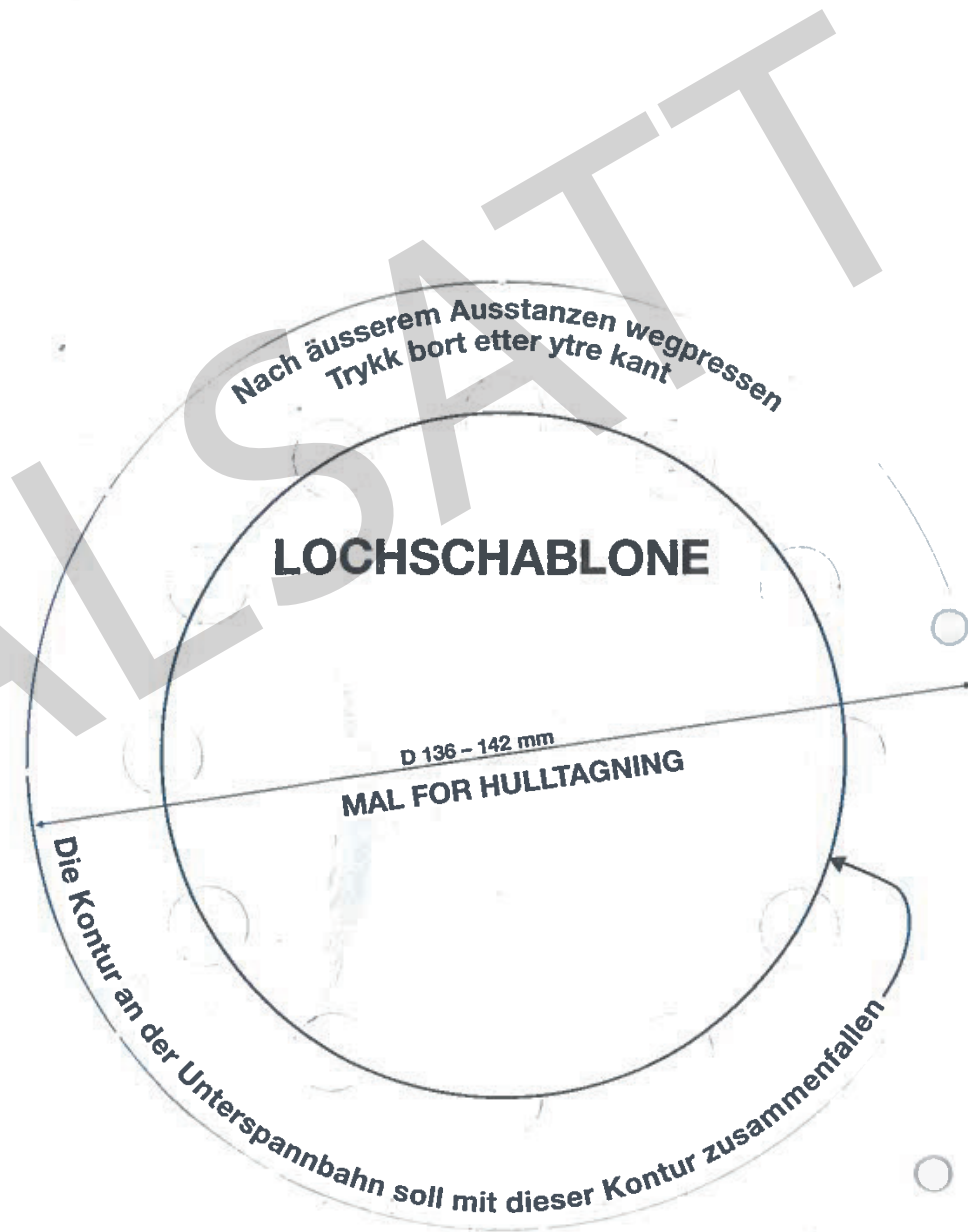 ALSATT
Nach äusserem Ausstanzen wegpressen
Trykk bort etter ytre kant
LOCHSCHABLONE
D 136 – 142 mm
MAL FOR HULLTAGNING
Die Kontur an der Unterspannbahn soll mit dieser Kontur zusammenfallen